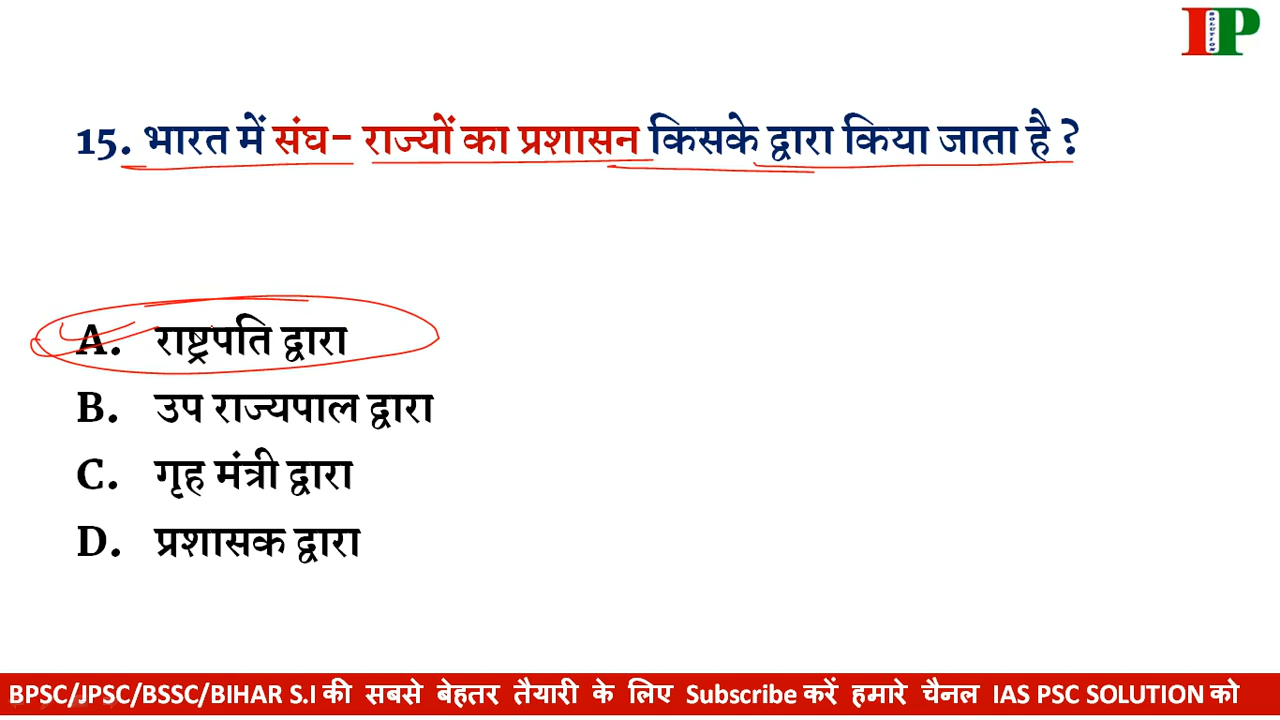 IP
SOLUTION
15. भारत में संघ- राज्यों का प्रशासन किसके द्वारा किया जाता है ?
A. राष्ट्रपति द्वारा
B. उप राज्यपाल द्वारा
C. गृह मंत्री द्वारा
D. प्रशासक द्वारा
BPSC/JPSC/BSSC/BIHAR S.I की सबसे बेहतर तैयारी के लिए Subscribe करें हमारे चैनल IAS PSC SOLUTION को